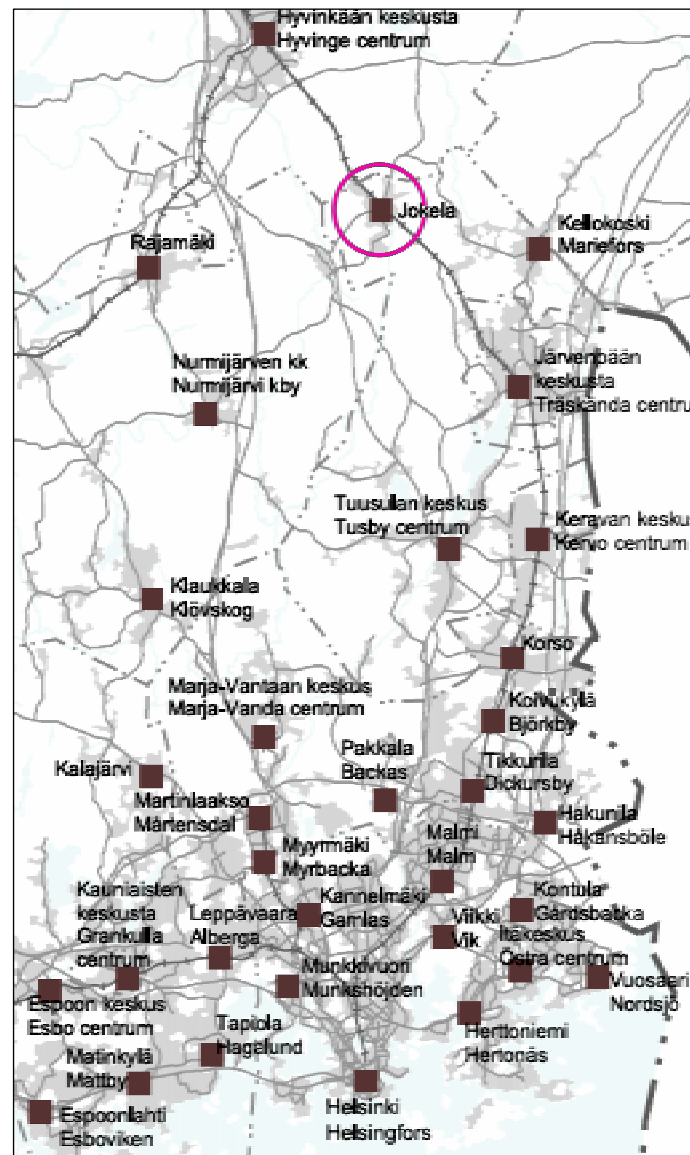 Hyvinkään keskusta
Hyvinge centrum
Jokela
Kellokoski
Mariefors
Rajamäki
Järvenpään
keskusta
Träskända centru
Nurmijärven kk
Nurmijärvi kby
Tuusullan keskus
Tusby centrum
Keravan kesku
Kervo centrum
Klaukkala
Klövskog
Korso
Marja-Vantaan keskus
Marja-Vanda centrum
Koivukylä
Björkby
Pakkala
Backas
Tikkurila
Dickursby
Kalajärvi
Martinlaakso
Mårtensdal
Hakunila
Håkansböle
Malmi
Malm
Myyrmäki
Myrbacka
Kauniaisten
keskusta
Grankulla
centrum
Leppävaara
Alberga
Kannelmäki
Gamlas
Kontula
Gårdsbacka
Viikki
Vik
Itäkeskus
Östra centrum
Munkkivuori
Munkshöjden
Vuosaari
Nordsjö
Espoon keskus
Esbo centrum
Tapiola
Hagalund
Herttoniemi
Hertonäs
Matinkylä
Mattby
Helsinki
Helsingfors
Espoonlahti
Esboviken